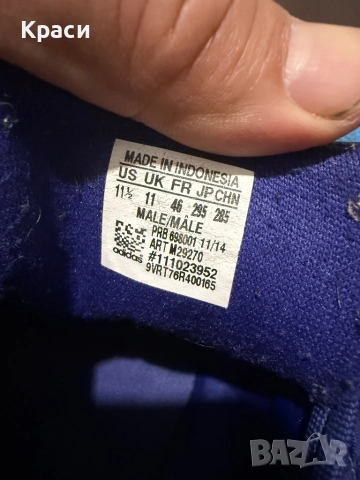 Краси
MADE IN INDONESIA
US UK FR JP CHN
11½ 11 46 295 285
MALE/MÂLE
PRB 698001 11/14
ART M29270
#111023952
9VRT76R400165
adidas
BAZAR